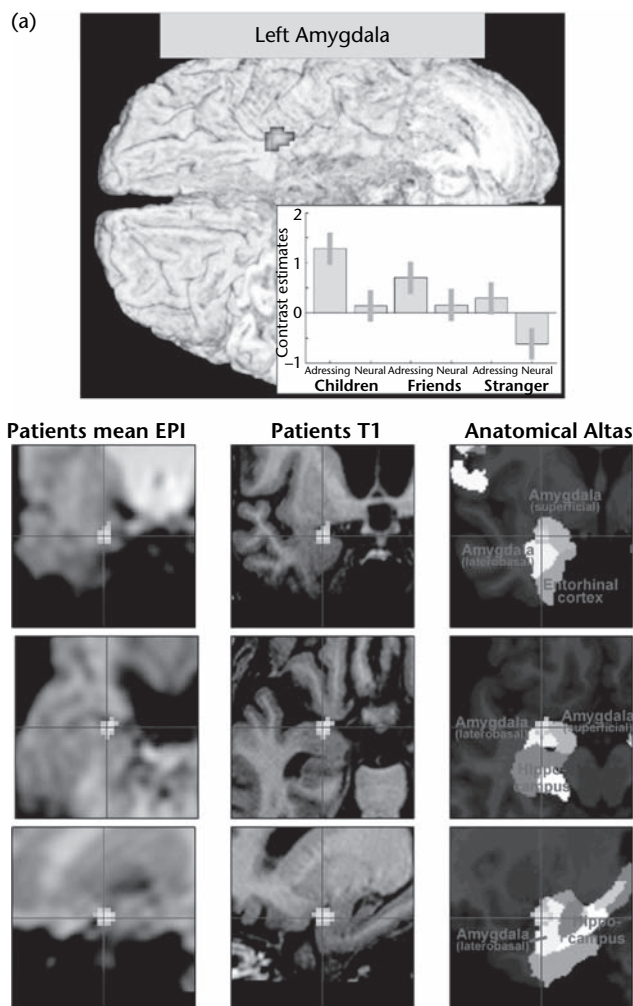 (a)
Left Amygdala
Contrast estimates
2
1
0
−1
Adressing Neural Adressing Neural Adressing Neural
Children Friends Stranger
Patients mean EPI Patients T1 Anatomical Altas
Amygdala
(superficial)
Amygdala
(laterobasal)
Entorhinal
cortex
Amygdala
(laterobasal)
Amygdala
(superficial)
Hippo-
campus
Hippo-
campus
Amygdala
(laterobasal)